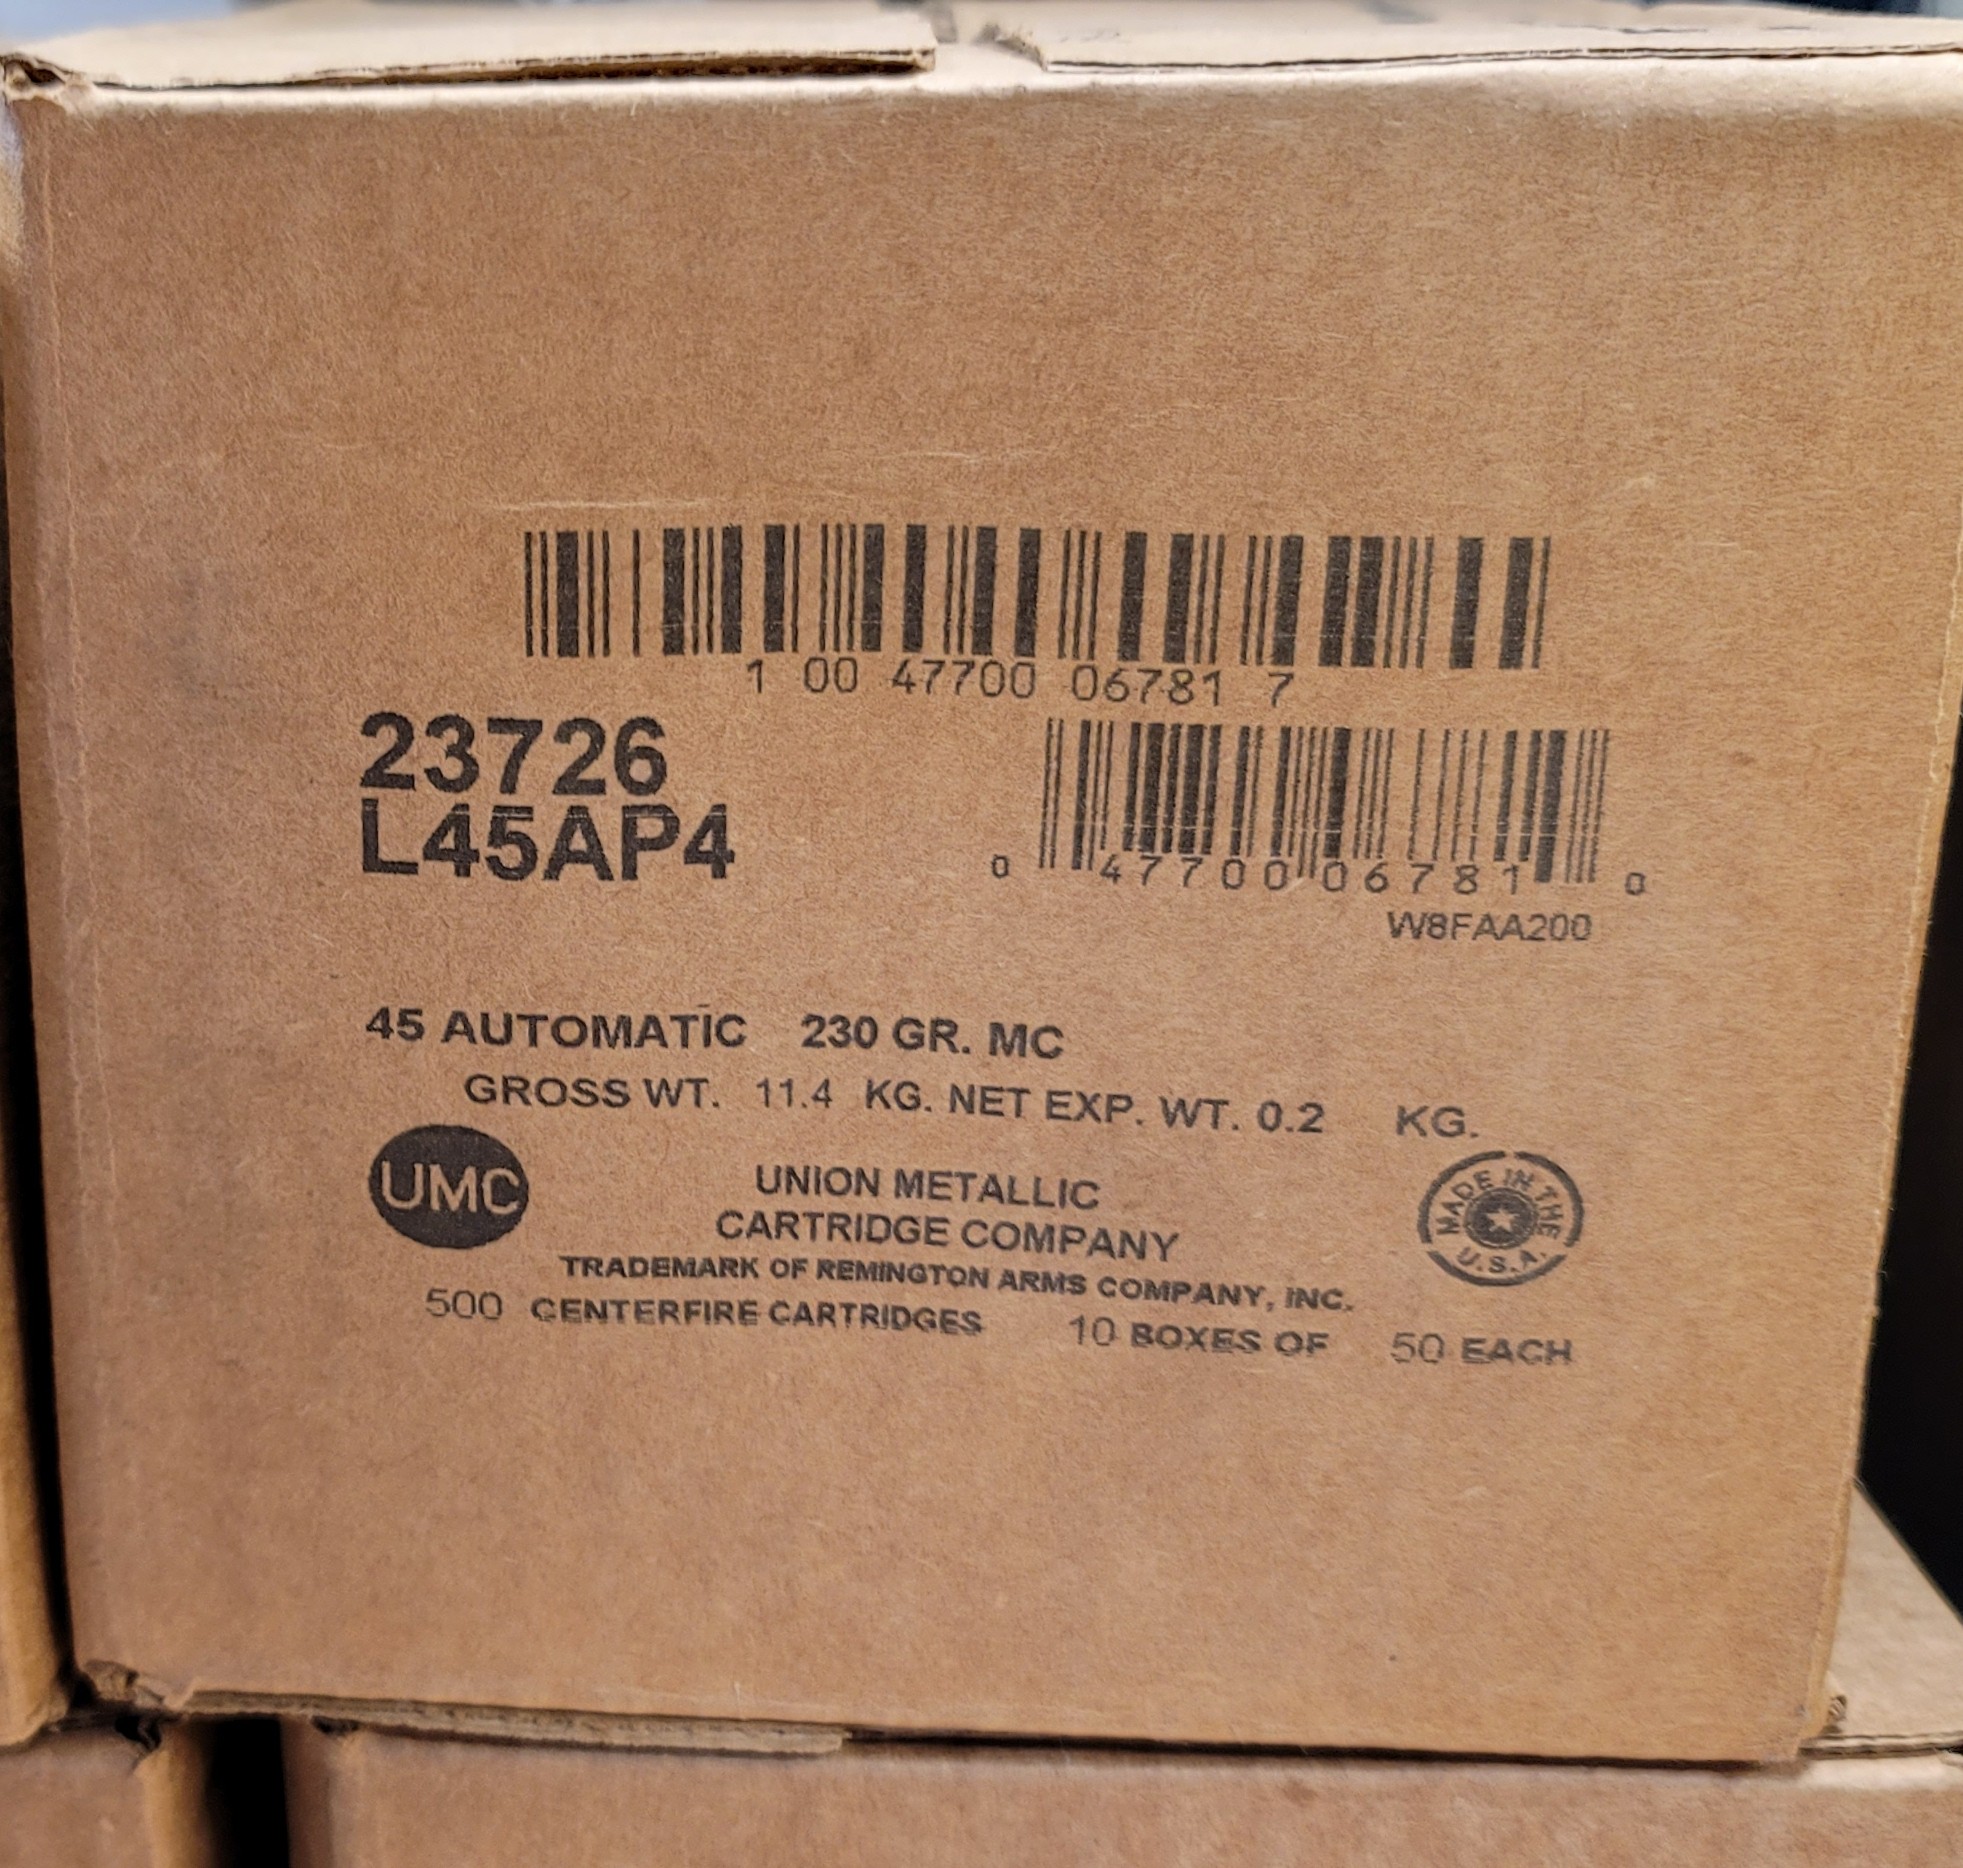 1 00 47700 06781 7
23726
L45AP4
0 47700 06781 0
W8FAA200
45 AUTOMATIC 230 GR. MC
GROSS WT. 11.4 KG. NET EXP. WT. 0.2 KG.
UMC
UNION METALLIC
CARTRIDGE COMPANY
MADE IN THE U.S.A.
TRADEMARK OF REMINGTON ARMS COMPANY, INC.
500 CENTERFIRE CARTRIDGES 10 BOXES OF 50 EACH